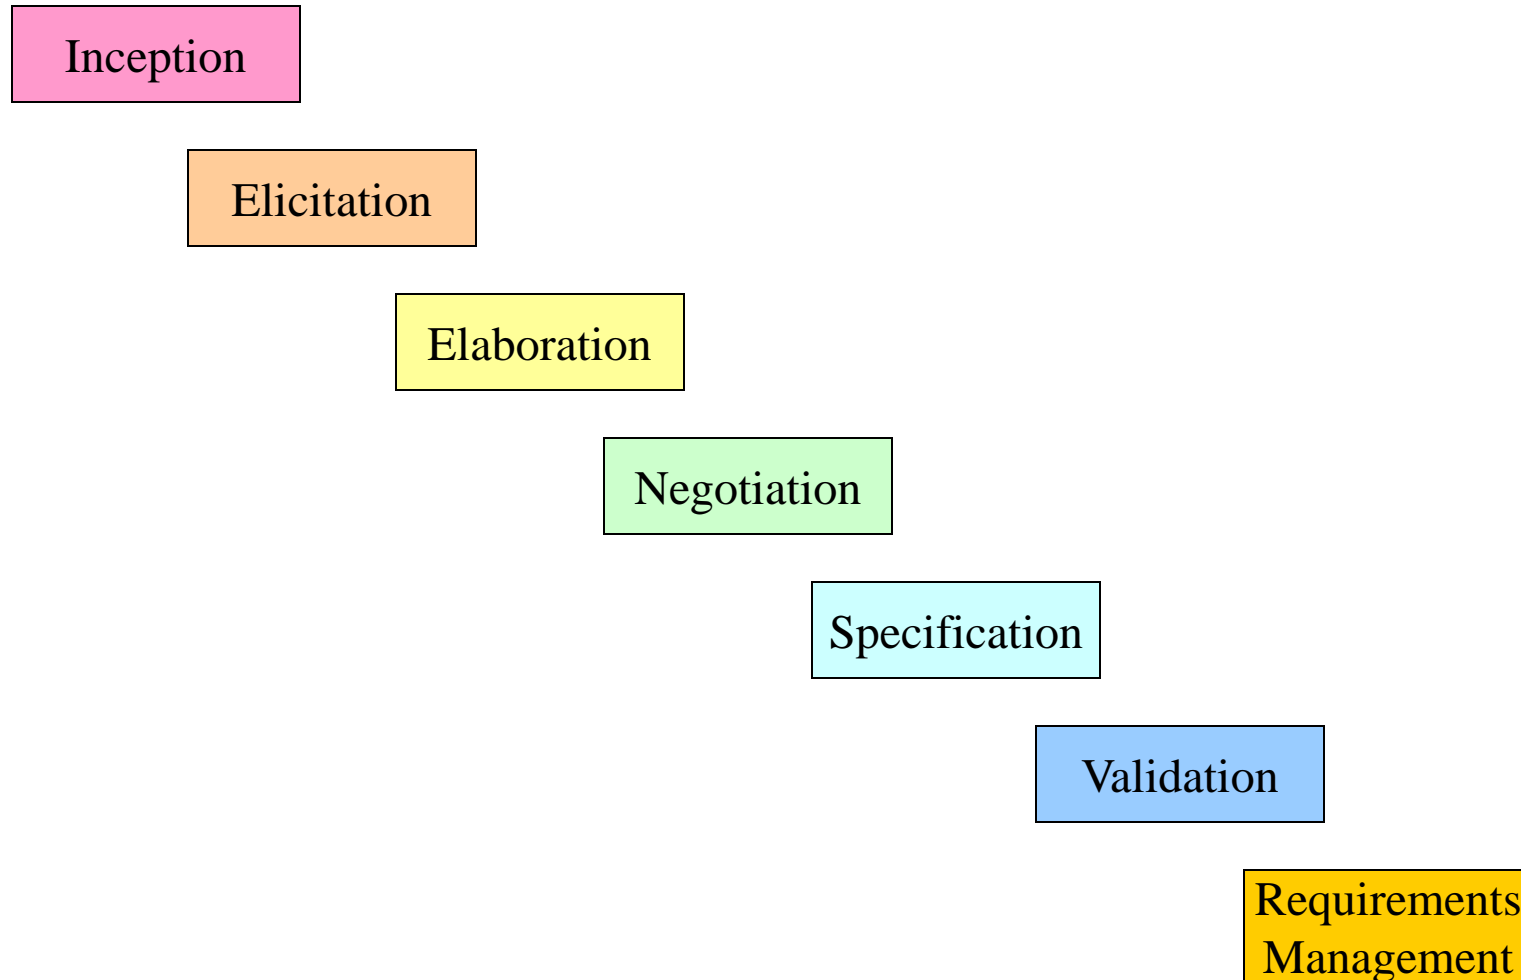 Inception
Elicitation
Elaboration
Negotiation
Specification
Validation
Requirements
Management